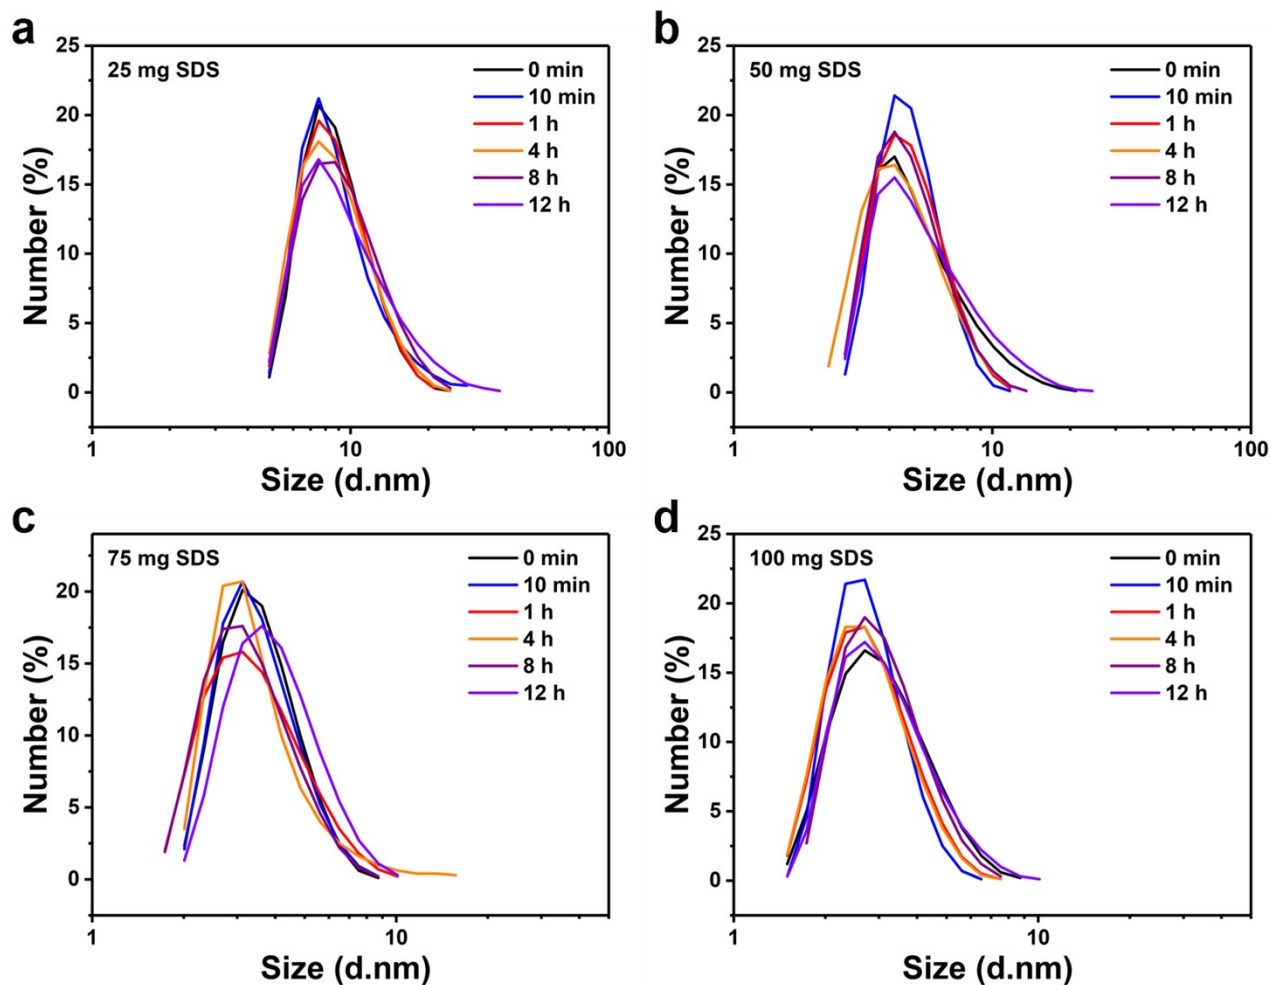 a
25 mg SDS
0 min
10 min
1 h
4 h
8 h
12 h
Number (%)
25
20
15
10
5
0
1
10
100
Size (d.nm)
b
50 mg SDS
0 min
10 min
1 h
4 h
8 h
12 h
Number (%)
25
20
15
10
5
0
1
10
100
Size (d.nm)
c
75 mg SDS
0 min
10 min
1 h
4 h
8 h
12 h
Number (%)
20
15
10
5
0
1
10
Size (d.nm)
d
100 mg SDS
0 min
10 min
1 h
4 h
8 h
12 h
Number (%)
25
20
15
10
5
0
1
10
Size (d.nm)